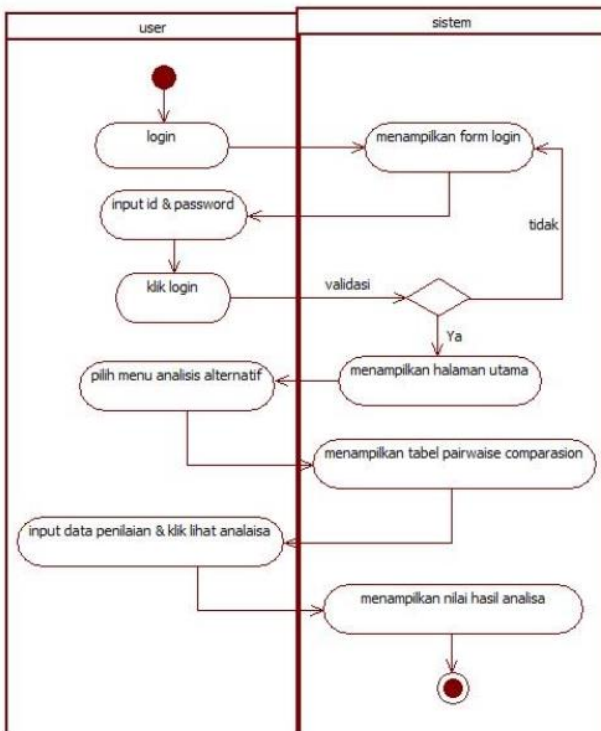 user
sistem
login
menampilkan form login
input id & password
tidak
klik login
validasi
Ya
pilih menu analisis alternatif
menampilkan halaman utama
menampilkan tabel pairwaise comparasion
input data penilaian & klik lihat analaisa
menampilkan nilai hasil analisa